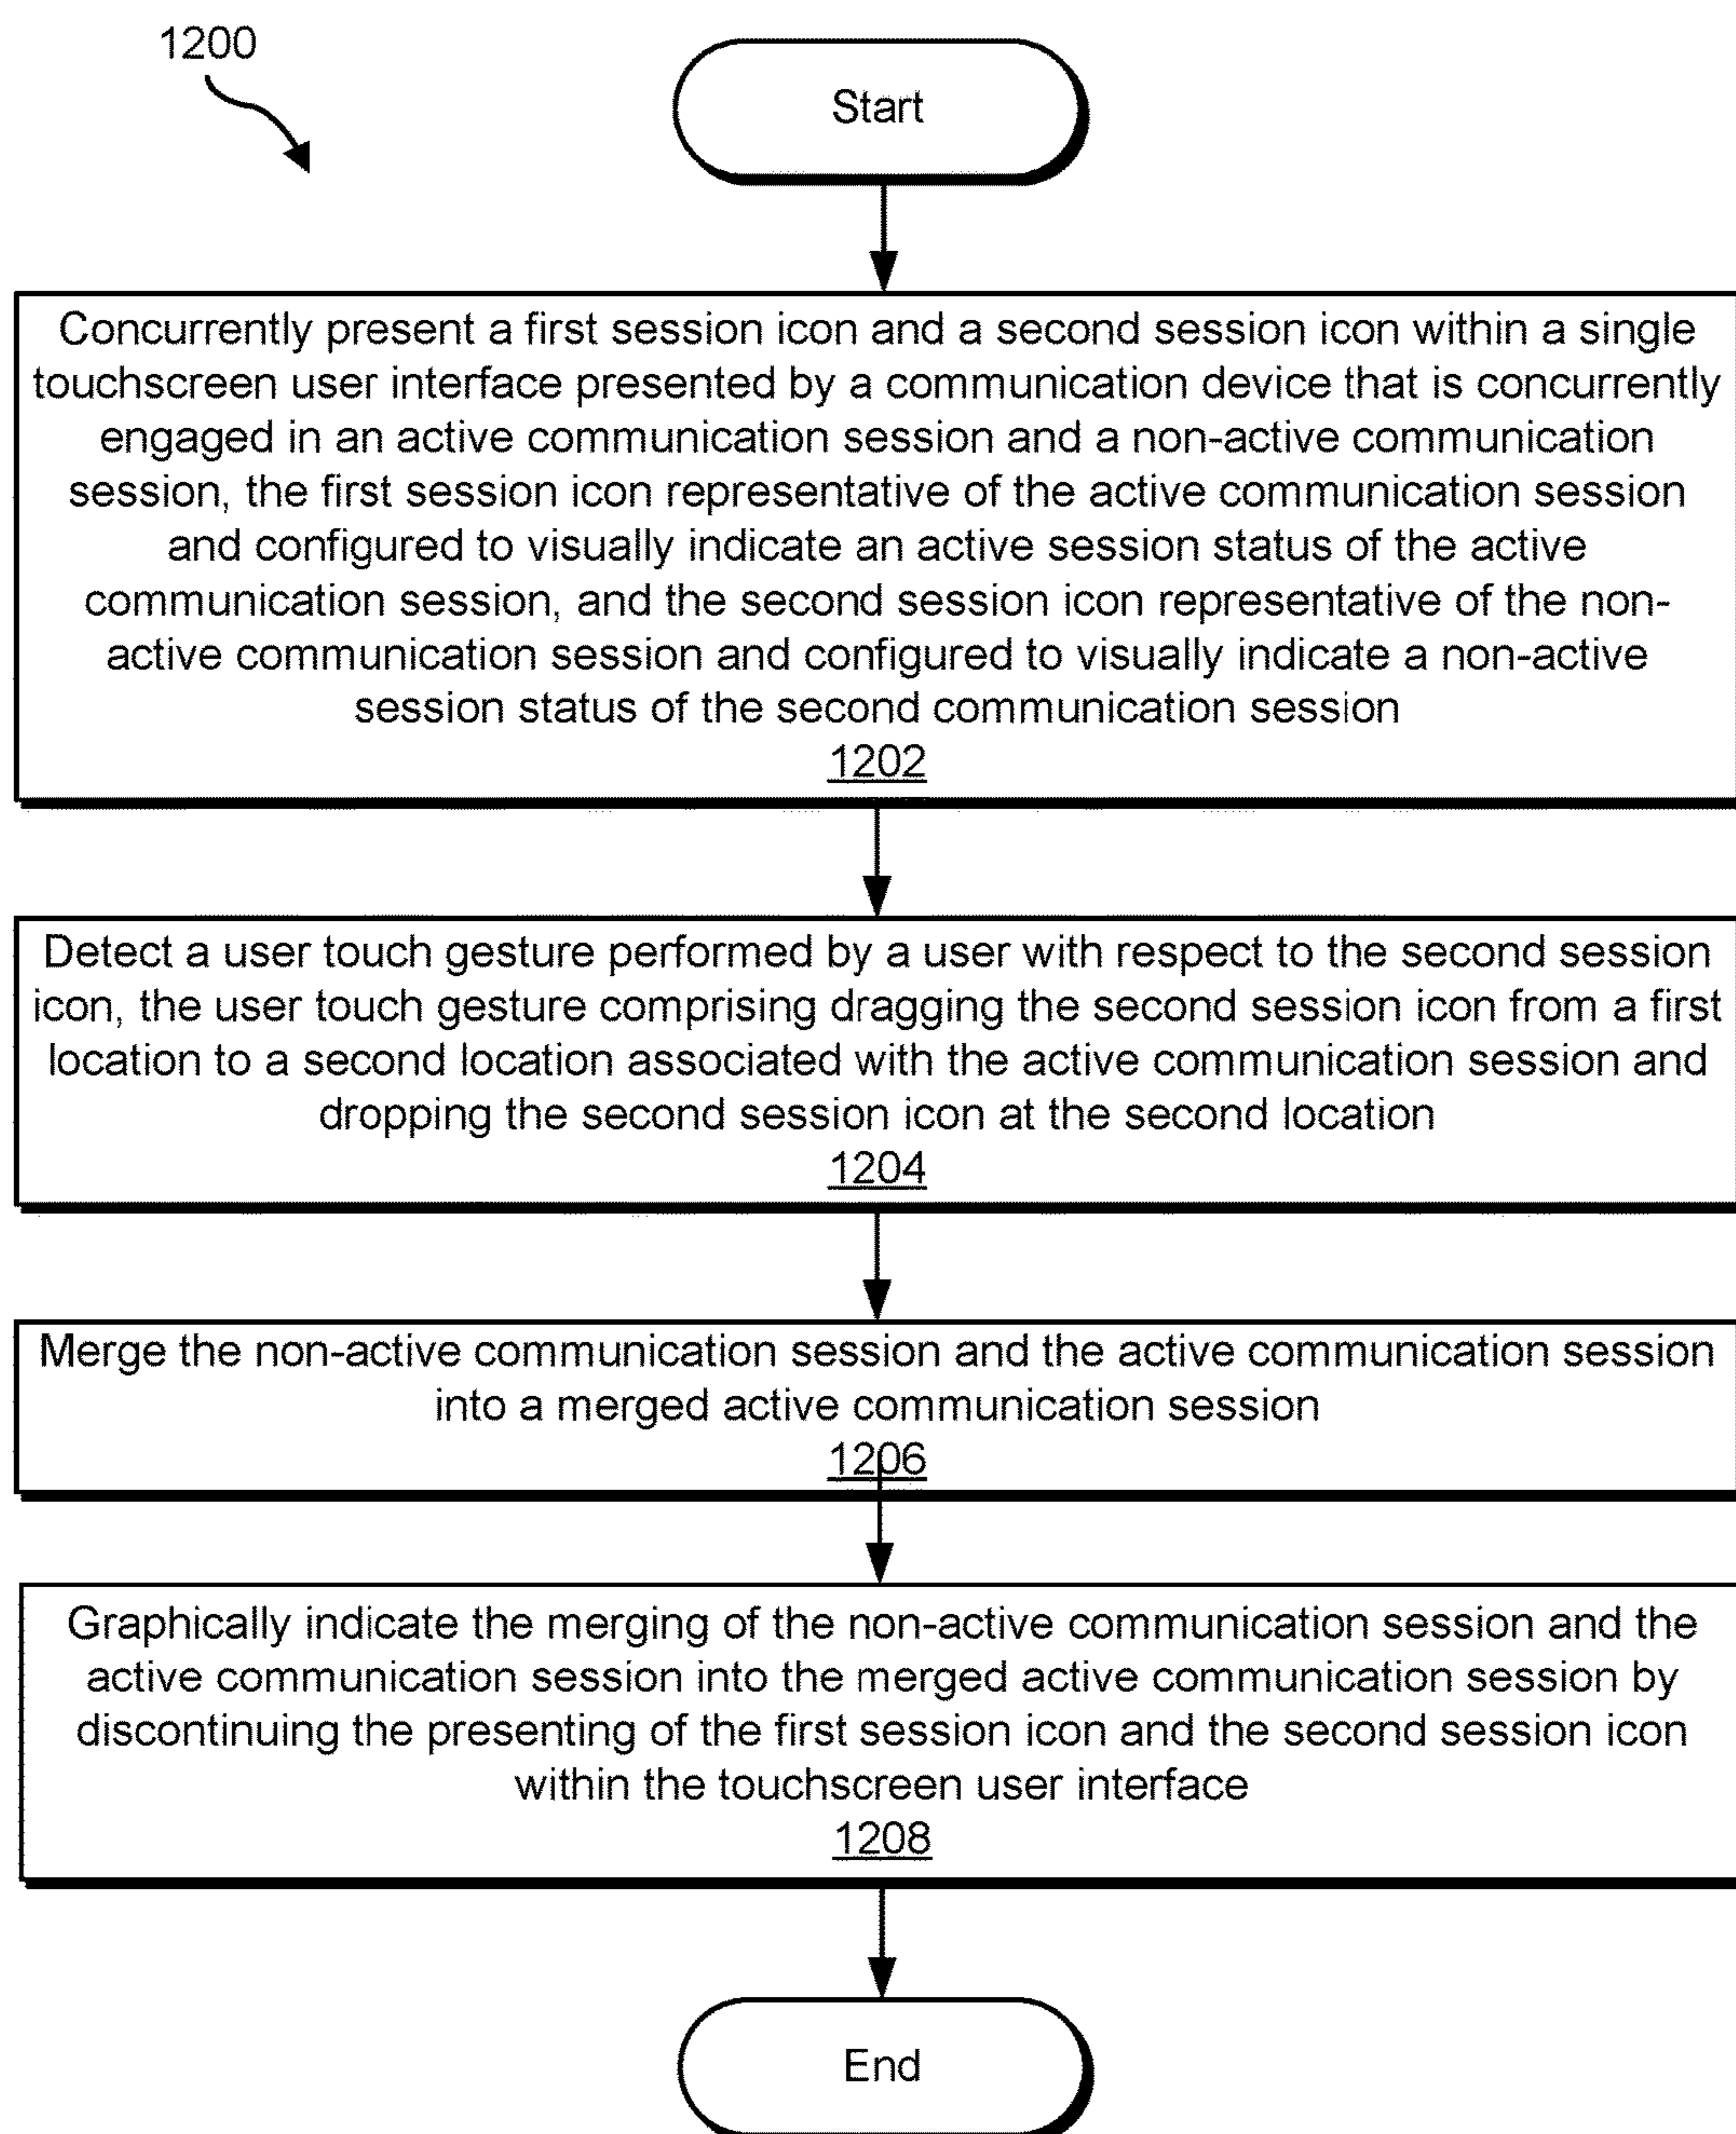 1200
Start
Concurrently present a first session icon and a second session icon within a single
touchscreen user interface presented by a communication device that is concurrently
engaged in an active communication session and a non-active communication
session, the first session icon representative of the active communication session
and configured to visually indicate an active session status of the active
communication session, and the second session icon representative of the non-
active communication session and configured to visually indicate a non-active
session status of the second communication session
1202
Detect a user touch gesture performed by a user with respect to the second session
icon, the user touch gesture comprising dragging the second session icon from a first
location to a second location associated with the active communication session and
dropping the second session icon at the second location
1204
Merge the non-active communication session and the active communication session
into a merged active communication session
1206
Graphically indicate the merging of the non-active communication session and the
active communication session into the merged active communication session by
discontinuing the presenting of the first session icon and the second session icon
within the touchscreen user interface
1208
End